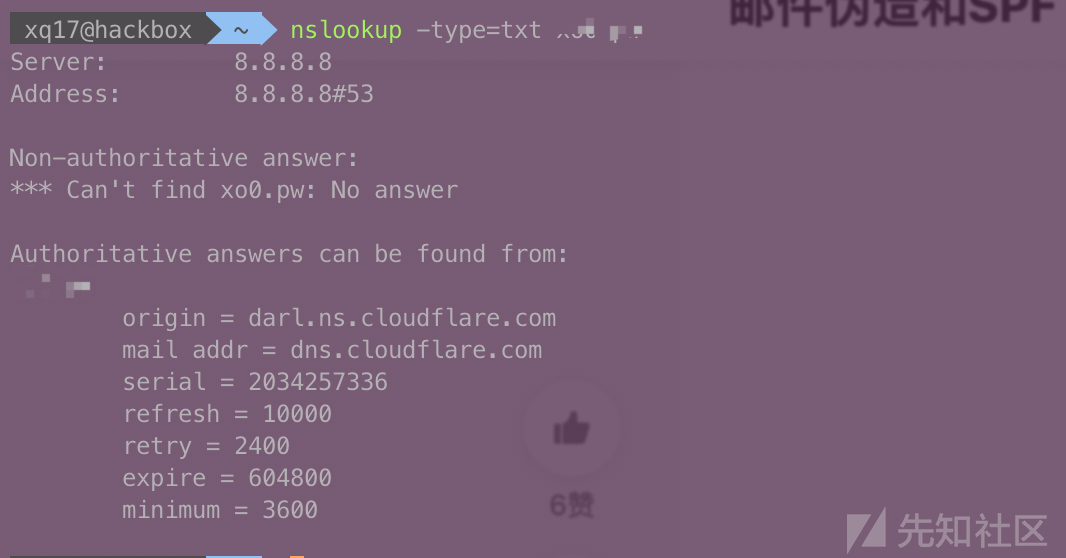 邮件伪造和SPF
xq17@hackbox ~ nslookup -type=txt
Server: 8.8.8.8
Address: 8.8.8.8#53
Non-authoritative answer:
*** Can't find xo0.pw: No answer
Authoritative answers can be found from:
origin = darl.ns.cloudflare.com
mail addr = dns.cloudflare.com
serial = 2034257336
refresh = 10000
retry = 2400
expire = 604800
minimum = 3600
6赞
先知社区